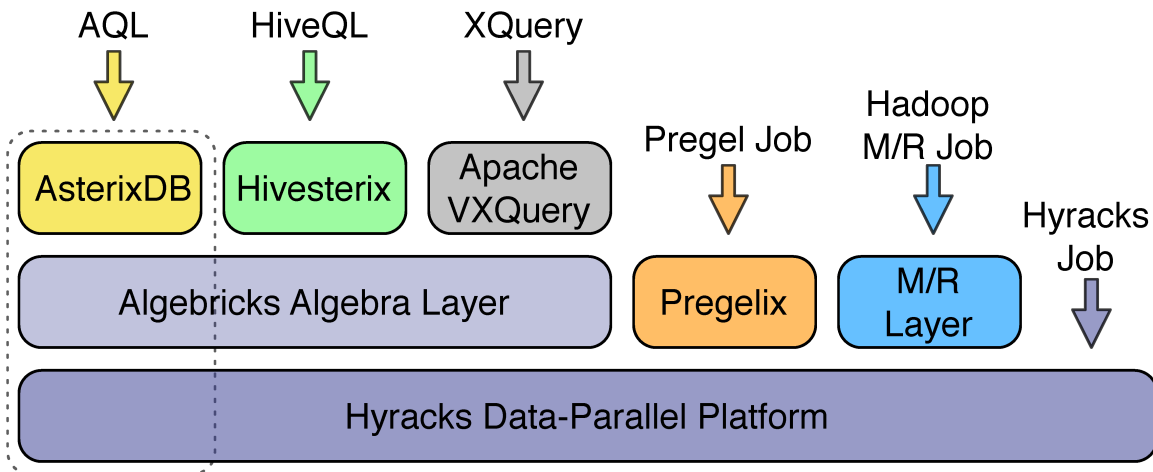 AQL
HiveQL
XQuery
Pregel Job
Hadoop
M/R Job
Hyracks
Job
AsterixDB
Hivesterix
Apache
VXQuery
Algebricks Algebra Layer
Pregelix
M/R
Layer
Hyracks Data-Parallel Platform